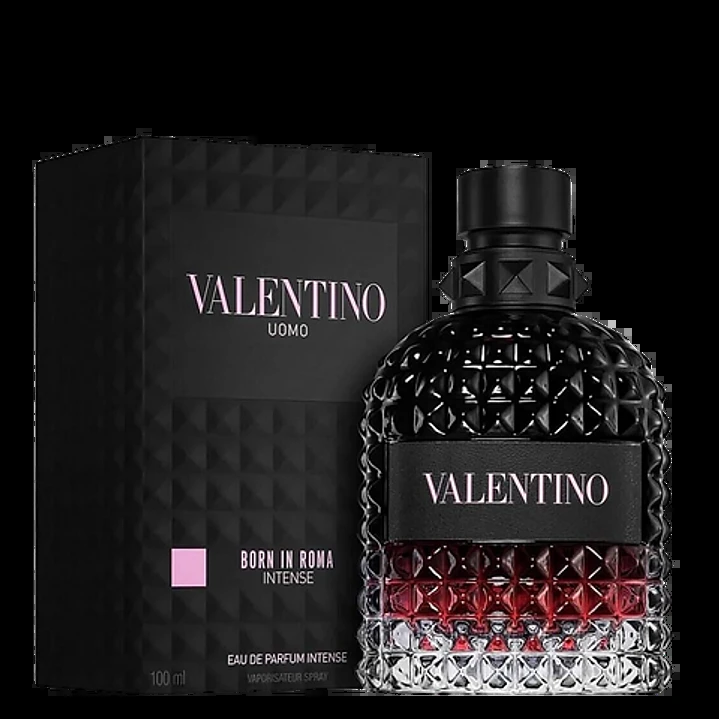 VALENTINO
UOMO
BORN IN ROMA
INTENSE
EAU DE PARFUM INTENSE
100 ml
VAPORISATEUR SPRAY
VALENTINO